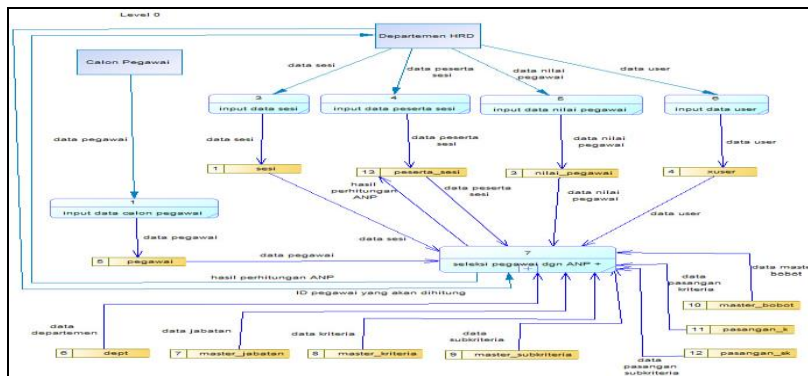 Level 0
Departemen HRD
Calon Pegawai
data sesi
data peserta
sesi
data nilai
pegawai
data user
3
input data sesi
4
input data peserta sesi
5
input data nilai pegawai
6
input data user
data pegawai
data sesi
data peserta
sesi
data nilai
pegawai
data user
1 sesi
13 peserta_sesi
3 nilai_pegawai
4 xuser
hasil
perhitungan
ANP
data peserta
sesi
data nilai
pegawai
data user
1
input data calon pegawai
data pegawai
data sesi
5 pegawai
data pegawai
7
seleksi pegawai dgn ANP +
hasil perhitungan ANP
ID pegawai yang akan dihitung
data master
bobot
data
pasangan
kriteria
10 master_bobot
11 pasangan_k
12 pasangan_sk
data
departemen
data jabatan
data kriteria
data
subkriteria
data
pasangan
subkriteria
6 dept
7 master_jabatan
8 master_kriteria
9 master_subkriteria